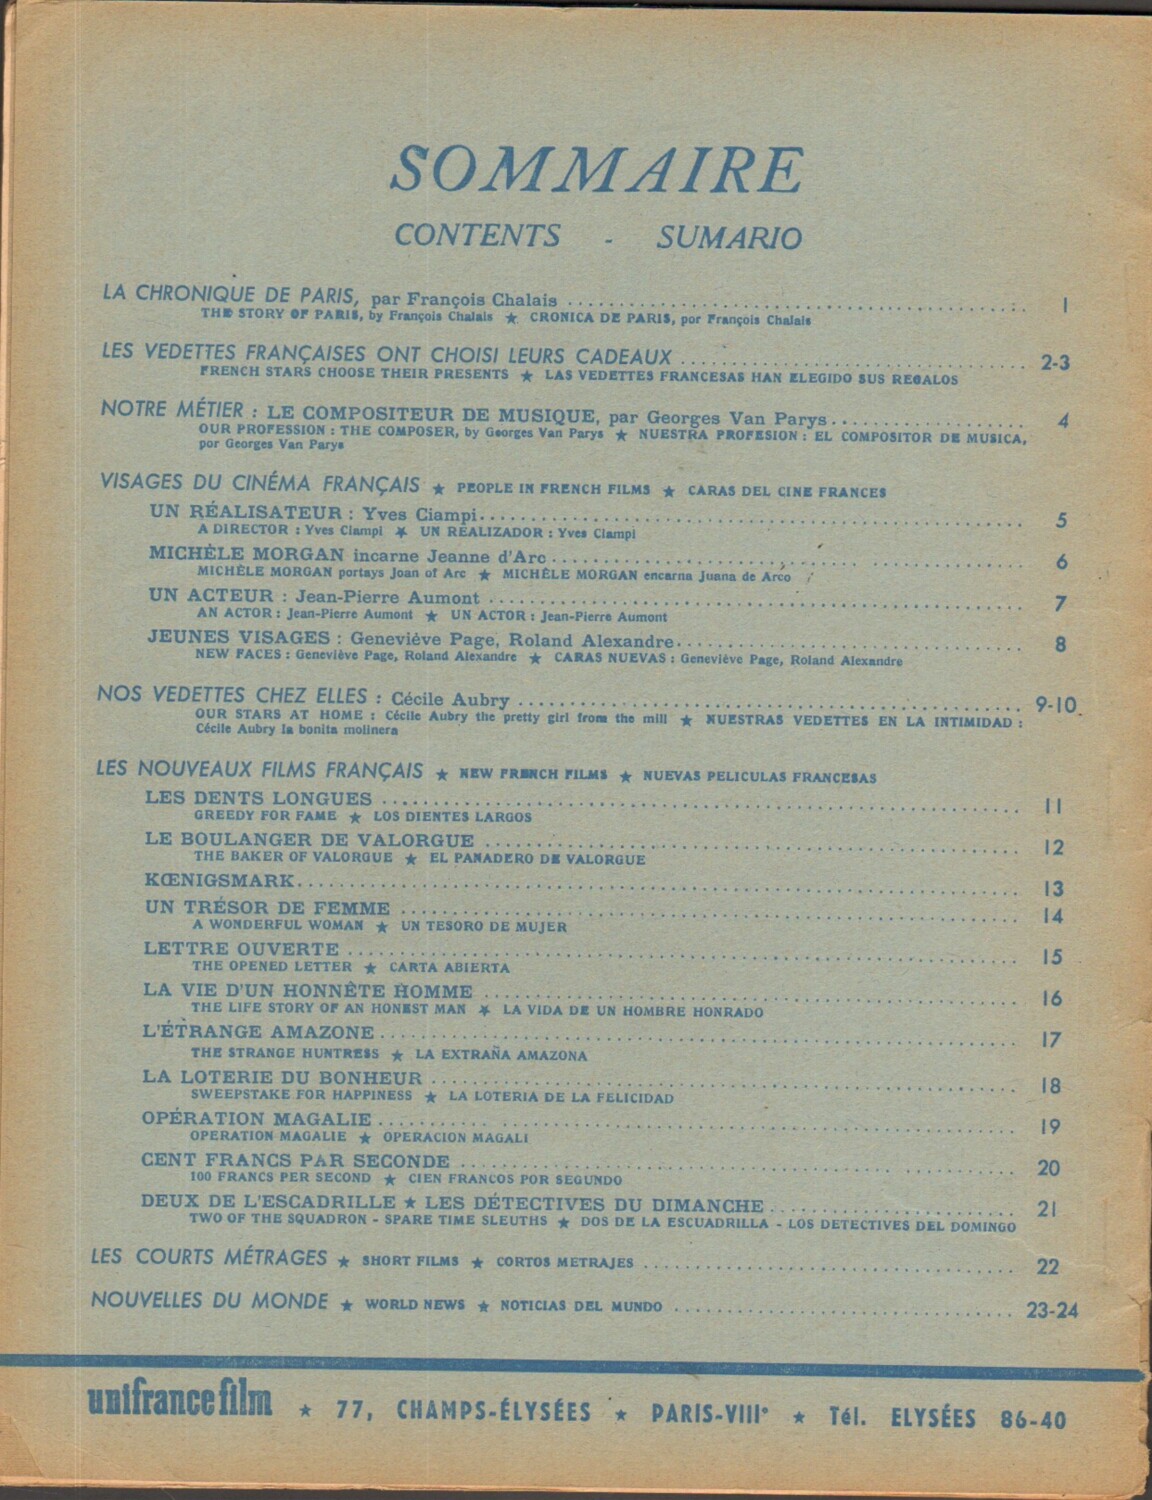 SOMMAIRE
CONTENTS - SUMARIO
LA CHRONIQUE DE PARIS, par François Chalais 1
THE STORY OF PARIS, by François Chalais ★ CRONICA DE PARIS, por François Chalais
LES VEDETTES FRANÇAISES ONT CHOISI LEURS CADEAUX 2-3
FRENCH STARS CHOOSE THEIR PRESENTS ★ LAS VEDETTES FRANCESAS HAN ELEGIDO SUS REGALOS
NOTRE MÉTIER : LE COMPOSITEUR DE MUSIQUE, par Georges Van Parys 4
OUR PROFESSION : THE COMPOSER, by Georges Van Parys ★ NUESTRA PROFESION : EL COMPOSITOR DE MUSICA,
por Georges Van Parys
VISAGES DU CINÉMA FRANÇAIS ★ PEOPLE IN FRENCH FILMS ★ CARAS DEL CINE FRANCES
UN RÉALISATEUR : Yves Ciampi 5
A DIRECTOR : Yves Ciampi ★ UN REALIZADOR : Yves Ciampi
MICHÈLE MORGAN incarne Jeanne d'Arc 6
MICHÈLE MORGAN portays Joan of Arc ★ MICHÈLE MORGAN encarna Juana de Arco
UN ACTEUR : Jean-Pierre Aumont 7
AN ACTOR : Jean-Pierre Aumont ★ UN ACTOR : Jean-Pierre Aumont
JEUNES VISAGES : Geneviève Page, Roland Alexandre 8
NEW FACES : Geneviève Page, Roland Alexandre ★ CARAS NUEVAS : Geneviève Page, Roland Alexandre
NOS VEDETTES CHEZ ELLES : Cécile Aubry 9-10
OUR STARS AT HOME : Cécile Aubry the pretty girl from the mill ★ NUESTRAS VEDETTES EN LA INTIMIDAD :
Cécile Aubry la bonita molinera
LES NOUVEAUX FILMS FRANÇAIS ★ NEW FRENCH FILMS ★ NUEVAS PELICULAS FRANCESAS
LES DENTS LONGUES 11
GREEDY FOR FAME ★ LOS DIENTES LARGOS
LE BOULANGER DE VALORGUE 12
THE BAKER OF VALORGUE ★ EL PANADERO DE VALORGUE
KŒNIGSMARK 13
UN TRÉSOR DE FEMME 14
A WONDERFUL WOMAN ★ UN TESORO DE MUJER
LETTRE OUVERTE 15
THE OPENED LETTER ★ CARTA ABIERTA
LA VIE D'UN HONNÊTE HOMME 16
THE LIFE STORY OF AN HONEST MAN ★ LA VIDA DE UN HOMBRE HONRADO
L'ÉTRANGE AMAZONE 17
THE STRANGE HUNTRESS ★ LA EXTRAÑA AMAZONA
LA LOTERIE DU BONHEUR 18
SWEEPSTAKE FOR HAPPINESS ★ LA LOTERIA DE LA FELICIDAD
OPÉRATION MAGALIE 19
OPERATION MAGALIE ★ OPERACION MAGALI
CENT FRANCS PAR SECONDE 20
100 FRANCS PER SECOND ★ CIEN FRANCOS POR SEGUNDO
DEUX DE L'ESCADRILLE ★ LES DÉTECTIVES DU DIMANCHE 21
TWO OF THE SQUADRON - SPARE TIME SLEUTHS ★ DOS DE LA ESCUADRILLA - LOS DETECTIVES DEL DOMINGO
LES COURTS MÉTRAGES ★ SHORT FILMS ★ CORTOS METRAJES 22
NOUVELLES DU MONDE ★ WORLD NEWS ★ NOTICIAS DEL MUNDO 23-24
unifrance film ★ 77, CHAMPS-ÉLYSÉES ★ PARIS-VIII° ★ Tél. ELYSÉES 86-40